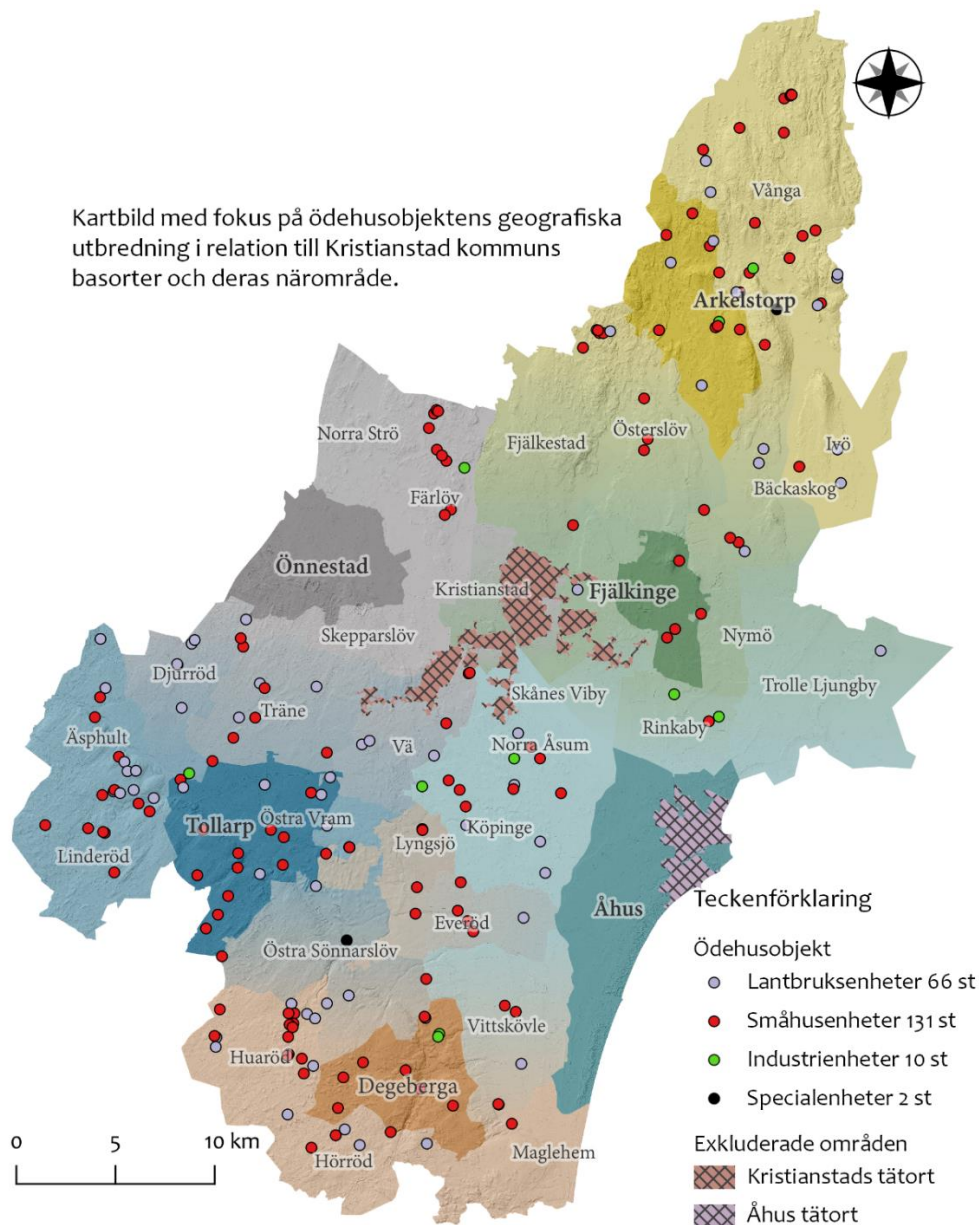 Kartbild med fokus på ödehusobjektens geografiska
utbredning i relation till Kristianstad kommuns
basorter och deras närområde.
Vånga
Arkelstorp
Norra Strö
Fjälkestad
Österslöv
Ivö
Bäckaskog
Färlöv
Önnestad
Kristianstad
Fjälkinge
Skepparslöv
Nymö
Djurröd
Skånes Viby
Trolle Ljungby
Träne
Äsphult
Vä
Norra Åsum
Rinkaby
Tollarp
Östra Vram
Köpinge
Linderöd
Lyngsjö
Åhus
Everöd
Östra Sönnarslöv
Vittskövle
Huaröd
Degeberga
Hörröd
Maglehem
0 5 10 km
Teckenförklaring
Ödehusobjekt
Lantbruksenheter 66 st
Småhusenheter 131 st
Industrienheter 10 st
Specialenheter 2 st
Exkluderade områden
Kristianstads tätort
Åhus tätort